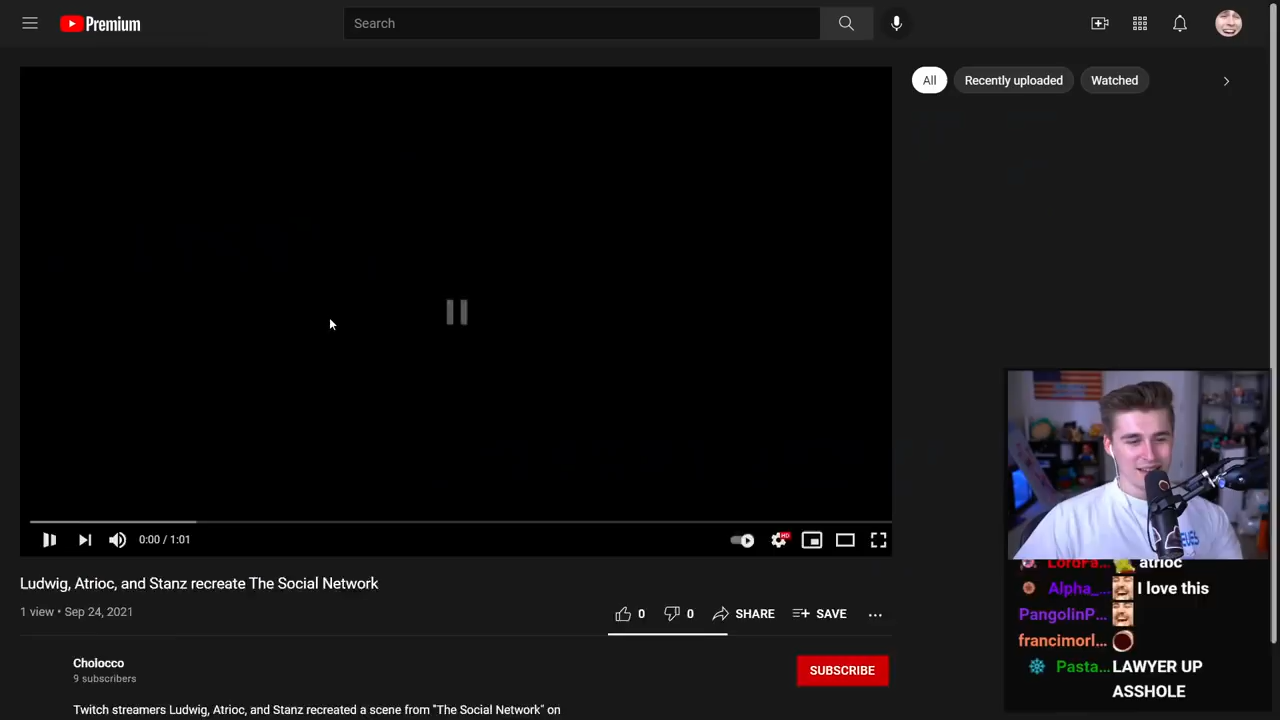 Premium
Search
All
Recently uploaded
Watched
0:00 / 1:01
HD
Ludwig, Atrioc, and Stanz recreate The Social Network
1 view • Sep 24, 2021
0
0
SHARE
SAVE
Cholocco
9 subscribers
SUBSCRIBE
Twitch streamers Ludwig, Atrioc, and Stanz recreated a scene from "The Social Network" on
atrioc
Alpha_... I love this
PangolinP...
francimorl...
Pasta... LAWYER UP
ASSHOLE